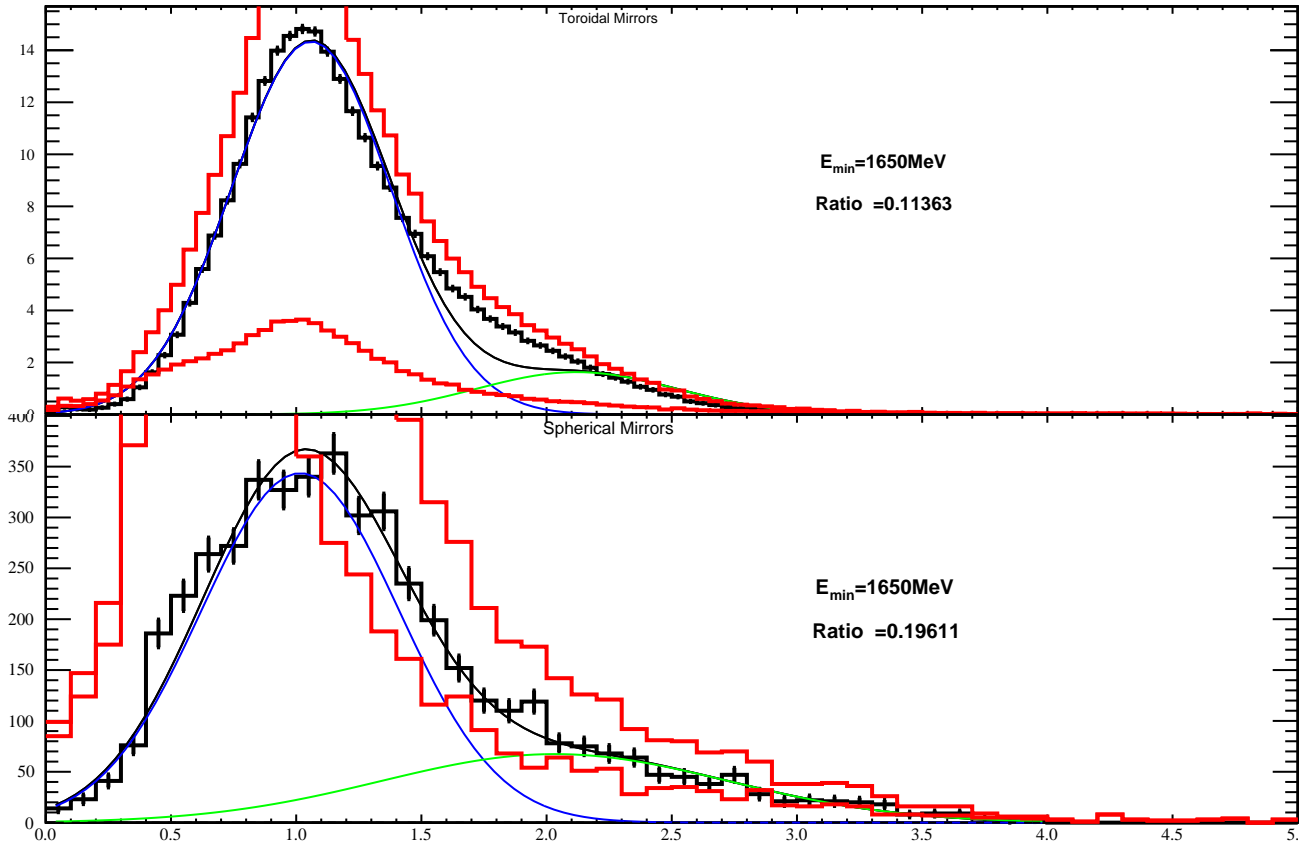 Toroidal Mirrors
14
12
10
8
6
4
2
E_min=1650MeV
Ratio =0.11363
400
Spherical Mirrors
350
300
250
200
150
100
50
0
E_min=1650MeV
Ratio =0.19611
0.0 0.5 1.0 1.5 2.0 2.5 3.0 3.5 4.0 4.5 5.